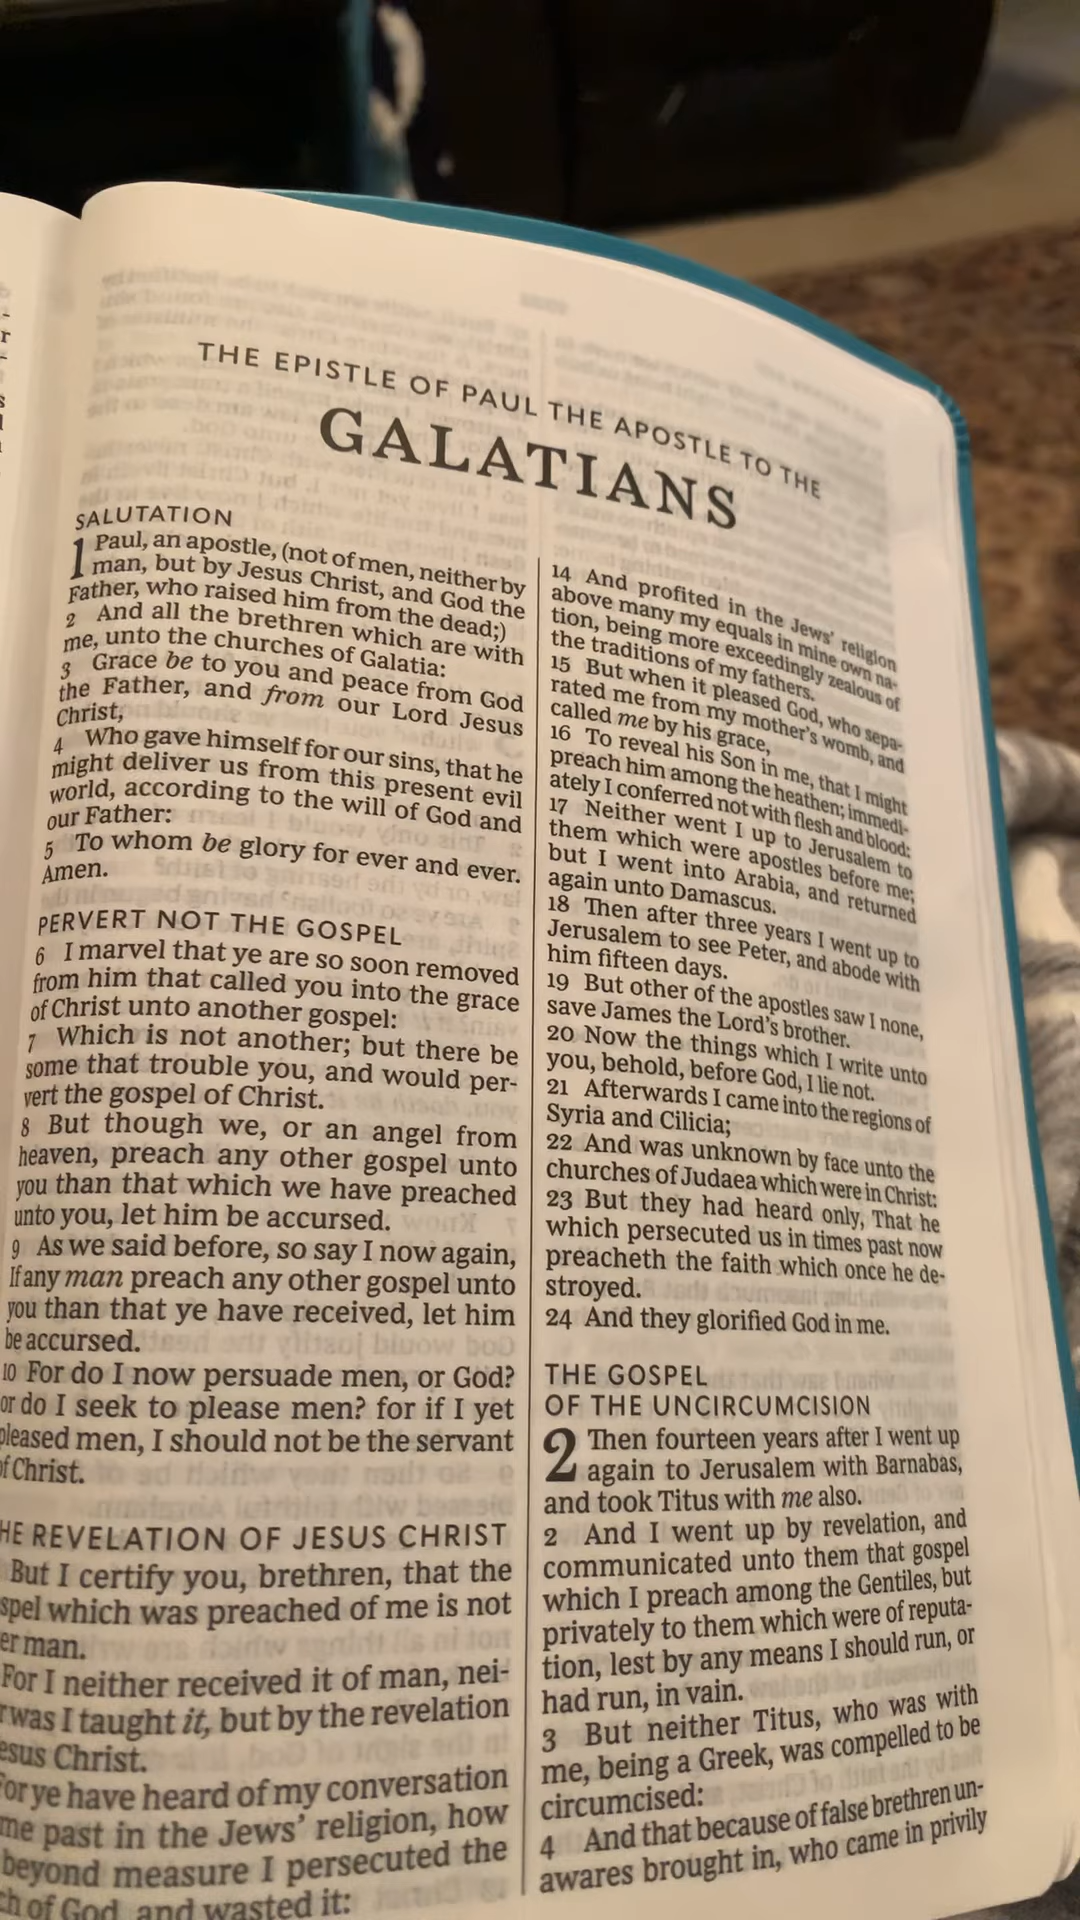 THE EPISTLE OF PAUL THE APOSTLE TO THE
GALATIANS
SALUTATION
1 Paul, an apostle, (not of men, neither by
man, but by Jesus Christ, and God the
Father, who raised him from the dead;)
2 And all the brethren which are with
me, unto the churches of Galatia:
3 Grace be to you and peace from God
the Father, and from our Lord Jesus
Christ,
4 Who gave himself for our sins, that he
might deliver us from this present evil
world, according to the will of God and
our Father:
5 To whom be glory for ever and ever.
Amen.
PERVERT NOT THE GOSPEL
6 I marvel that ye are so soon removed
from him that called you into the grace
of Christ unto another gospel:
7 Which is not another; but there be
some that trouble you, and would per-
vert the gospel of Christ.
8 But though we, or an angel from
heaven, preach any other gospel unto
you than that which we have preached
unto you, let him be accursed.
9 As we said before, so say I now again,
If any man preach any other gospel unto
you than that ye have received, let him
be accursed.
10 For do I now persuade men, or God?
or do I seek to please men? for if I yet
pleased men, I should not be the servant
of Christ.
HE REVELATION OF JESUS CHRIST
But I certify you, brethren, that the
spel which was preached of me is not
er man.
For I neither received it of man, nei-
r was I taught it, but by the revelation
esus Christ.
For ye have heard of my conversation
me past in the Jews' religion, how
beyond measure I persecuted the
ch of God, and wasted it:
14 And profited in the Jews' religion
above many my equals in mine own na-
tion, being more exceedingly zealous of
the traditions of my fathers.
15 But when it pleased God, who sepa-
rated me from my mother's womb, and
called me by his grace,
16 To reveal his Son in me, that I might
preach him among the heathen; immedi-
ately I conferred not with flesh and blood:
17 Neither went I up to Jerusalem to
them which were apostles before me;
but I went into Arabia, and returned
again unto Damascus.
18 Then after three years I went up to
Jerusalem to see Peter, and abode with
him fifteen days.
19 But other of the apostles saw I none,
save James the Lord's brother.
20 Now the things which I write unto
you, behold, before God, I lie not.
21 Afterwards I came into the regions of
Syria and Cilicia;
22 And was unknown by face unto the
churches of Judaea which were in Christ:
23 But they had heard only, That he
which persecuted us in times past now
preacheth the faith which once he de-
stroyed.
24 And they glorified God in me.
THE GOSPEL
OF THE UNCIRCUMCISION
2 Then fourteen years after I went up
again to Jerusalem with Barnabas,
and took Titus with me also.
2 And I went up by revelation, and
communicated unto them that gospel
which I preach among the Gentiles, but
privately to them which were of reputa-
tion, lest by any means I should run, or
had run, in vain.
3 But neither Titus, who was with
me, being a Greek, was compelled to be
circumcised:
4 And that because of false brethren un-
awares brought in, who came in privily